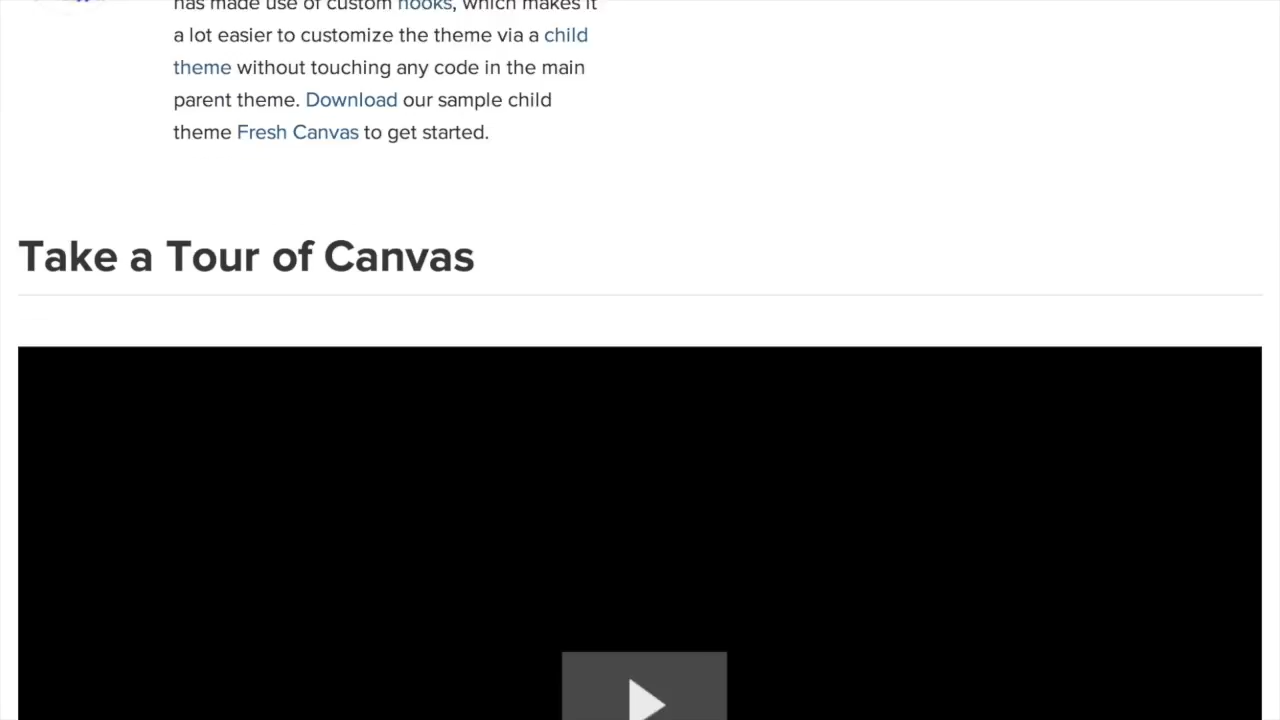 has made use of custom hooks, which makes it
a lot easier to customize the theme via a child
theme without touching any code in the main
parent theme. Download our sample child
theme Fresh Canvas to get started.
Take a Tour of Canvas